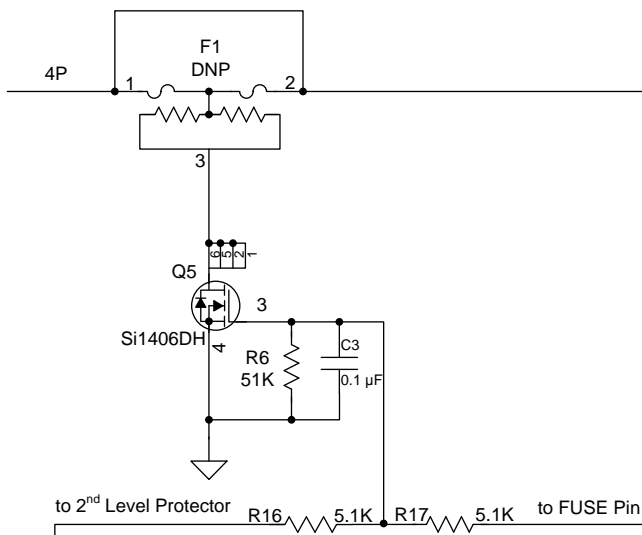 F1
DNP
4P
1
2
3
6
5
2
1
Q5
3
Si1406DH
4
R6
51K
C3
0.1 µF
to 2nd Level Protector
R16
5.1K
R17
5.1K
to FUSE Pin